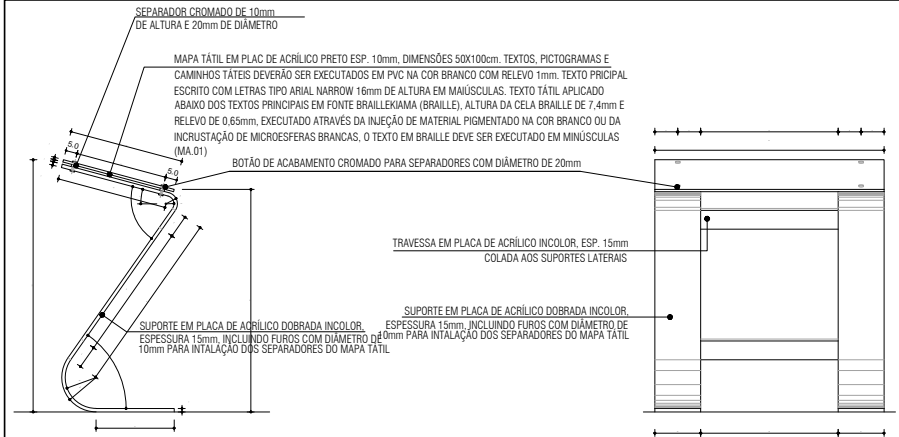 SEPARADOR CROMADO DE 10mm
DE ALTURA E 20mm DE DIÂMETRO
MAPA TÁTIL EM PLAC DE ACRÍLICO PRETO ESP. 10mm, DIMENSÕES 50X100cm. TEXTOS, PICTOGRAMAS E
CAMINHOS TÁTEIS DEVERÃO SER EXECUTADOS EM PVC NA COR BRANCO COM RELEVO 1mm. TEXTO PRICIPAL
ESCRITO COM LETRAS TIPO ARIAL NARROW 16mm DE ALTURA EM MAIÚSCULAS. TEXTO TÁTIL APLICADO
ABAIXO DOS TEXTOS PRINCIPAIS EM FONTE BRAILLEKIAMA (BRAILLE), ALTURA DA CELA BRAILLE DE 7,4mm E
RELEVO DE 0,65mm, EXECUTADO ATRAVÉS DA INJEÇÃO DE MATERIAL PIGMENTADO NA COR BRANCO OU DA
INCRUSTAÇÃO DE MICROESFERAS BRANCAS, O TEXTO EM BRAILLE DEVE SER EXECUTADO EM MINÚSCULAS
(MA.01)
5.0
5.0
BOTÃO DE ACABAMENTO CROMADO PARA SEPARADORES COM DIÂMETRO DE 20mm
TRAVESSA EM PLACA DE ACRÍLICO INCOLOR, ESP. 15mm
COLADA AOS SUPORTES LATERAIS
SUPORTE EM PLACA DE ACRÍLICO DOBRADA INCOLOR,
ESPESSURA 15mm, INCLUINDO FUROS COM DIÂMETRO DE
10mm PARA INTALAÇÃO DOS SEPARADORES DO MAPA TÁTIL
SUPORTE EM PLACA DE ACRÍLICO DOBRADA INCOLOR,
ESPESSURA 15mm, INCLUINDO FUROS COM DIÂMETRO DE
10mm PARA INTALAÇÃO DOS SEPARADORES DO MAPA TÁTIL